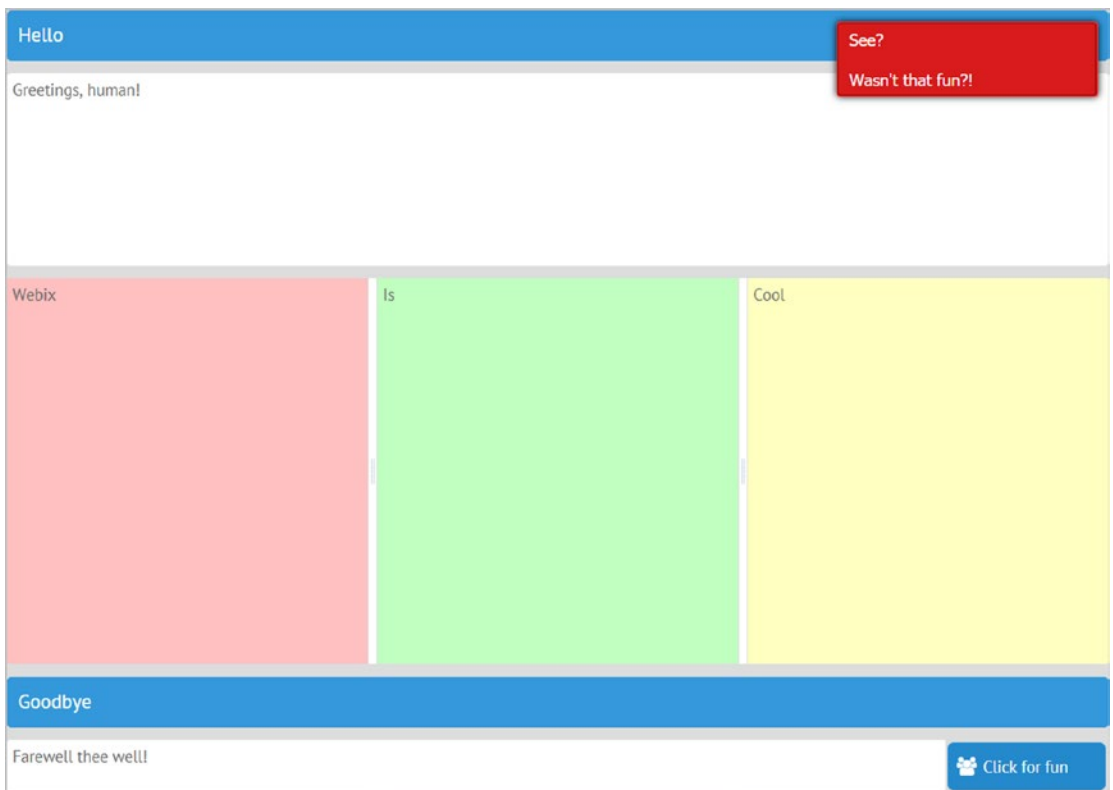 Hello
See?
Wasn't that fun?!
Greetings, human!
Webix
Is
Cool
Goodbye
Farewell thee well!
Click for fun